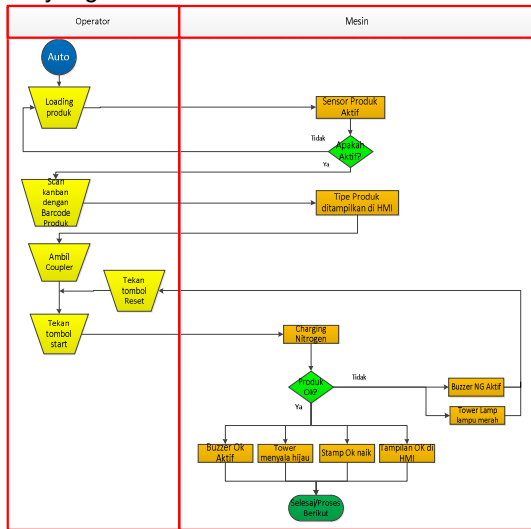 Operator
Mesin
Auto
Loading
produk
Sensor Produk
Aktif
Tidak
Apakah
Aktif?
Ya
Scan
kanban
dengan
Barcode
Produk
Tipe Produk
ditampilkan di HMI
Ambil
Coupler
Tekan
tombol
Reset
Tekan
tombol
start
Charging
Nitrogen
Produk
Ok?
Tidak
Buzzer NG Aktif
Tower Lamp
lampu merah
Ya
Buzzer Ok
Aktif
Tower
menyala hijau
Stamp Ok naik
Tampilan OK di
HMI
Selesai/Proses
Berikut